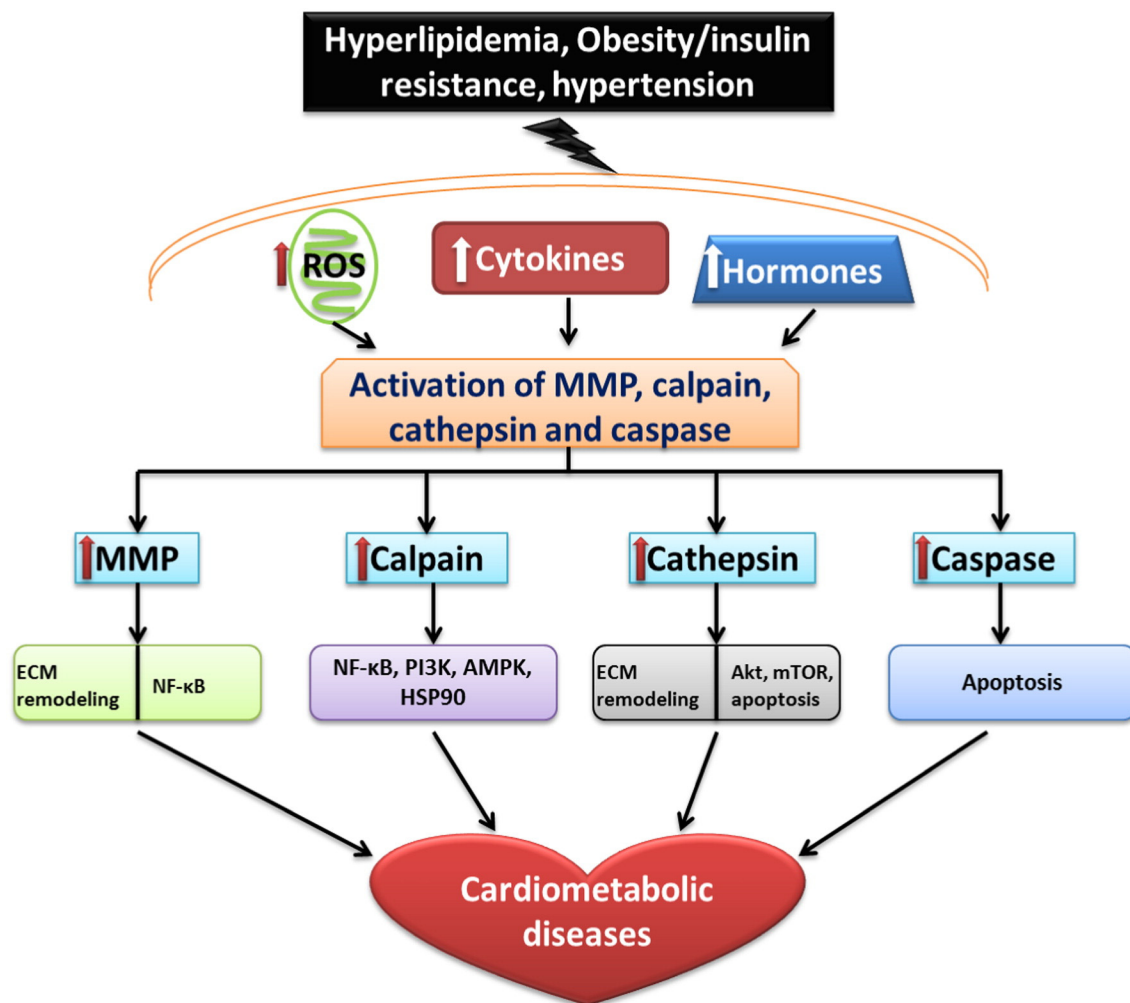 Hyperlipidemia, Obesity/insulin
resistance, hypertension
ROS
Cytokines
Hormones
Activation of MMP, calpain,
cathepsin and caspase
MMP
Calpain
Cathepsin
Caspase
ECM
remodeling
NF-κB
NF-κB, PI3K, AMPK,
HSP90
ECM
remodeling
Akt, mTOR,
apoptosis
Apoptosis
Cardiometabolic
diseases